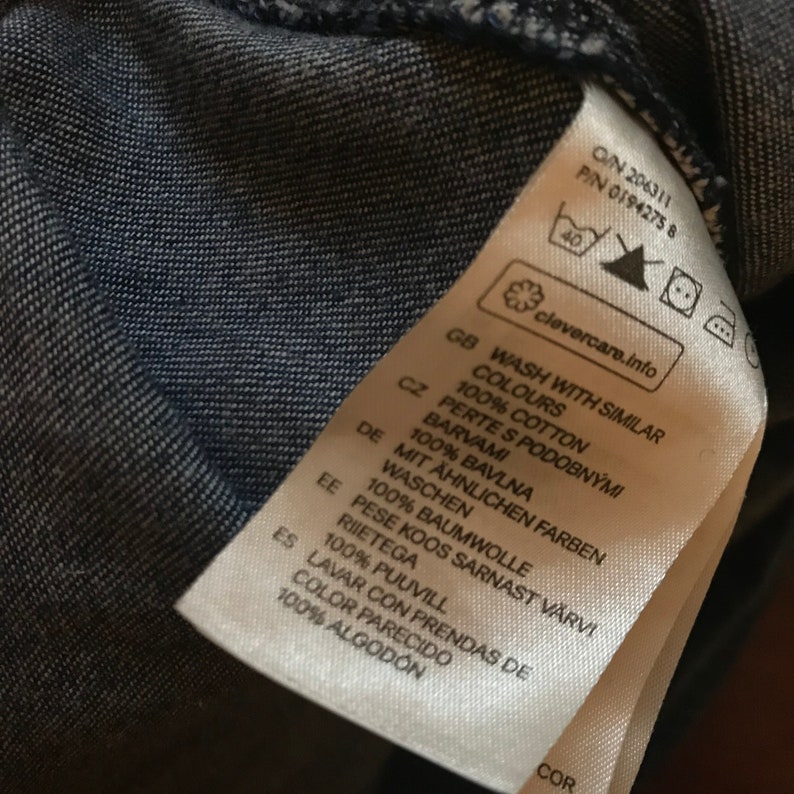 O/N 206311
P/N 0194275 8
40
clevercare.info
GB WASH WITH SIMILAR
COLOURS
100% COTTON
CZ PERTE S PODOBNÝMI
BARVAMI
100% BAVLNA
DE MIT ÄHNLICHEN FARBEN
WASCHEN
100% BAUMWOLLE
EE PESE KOOS SARNAST VÄRVI
RIIETEGA
100% PUUVILL
ES LAVAR CON PRENDAS DE
COLOR PARECIDO
100% ALGODÓN
COR